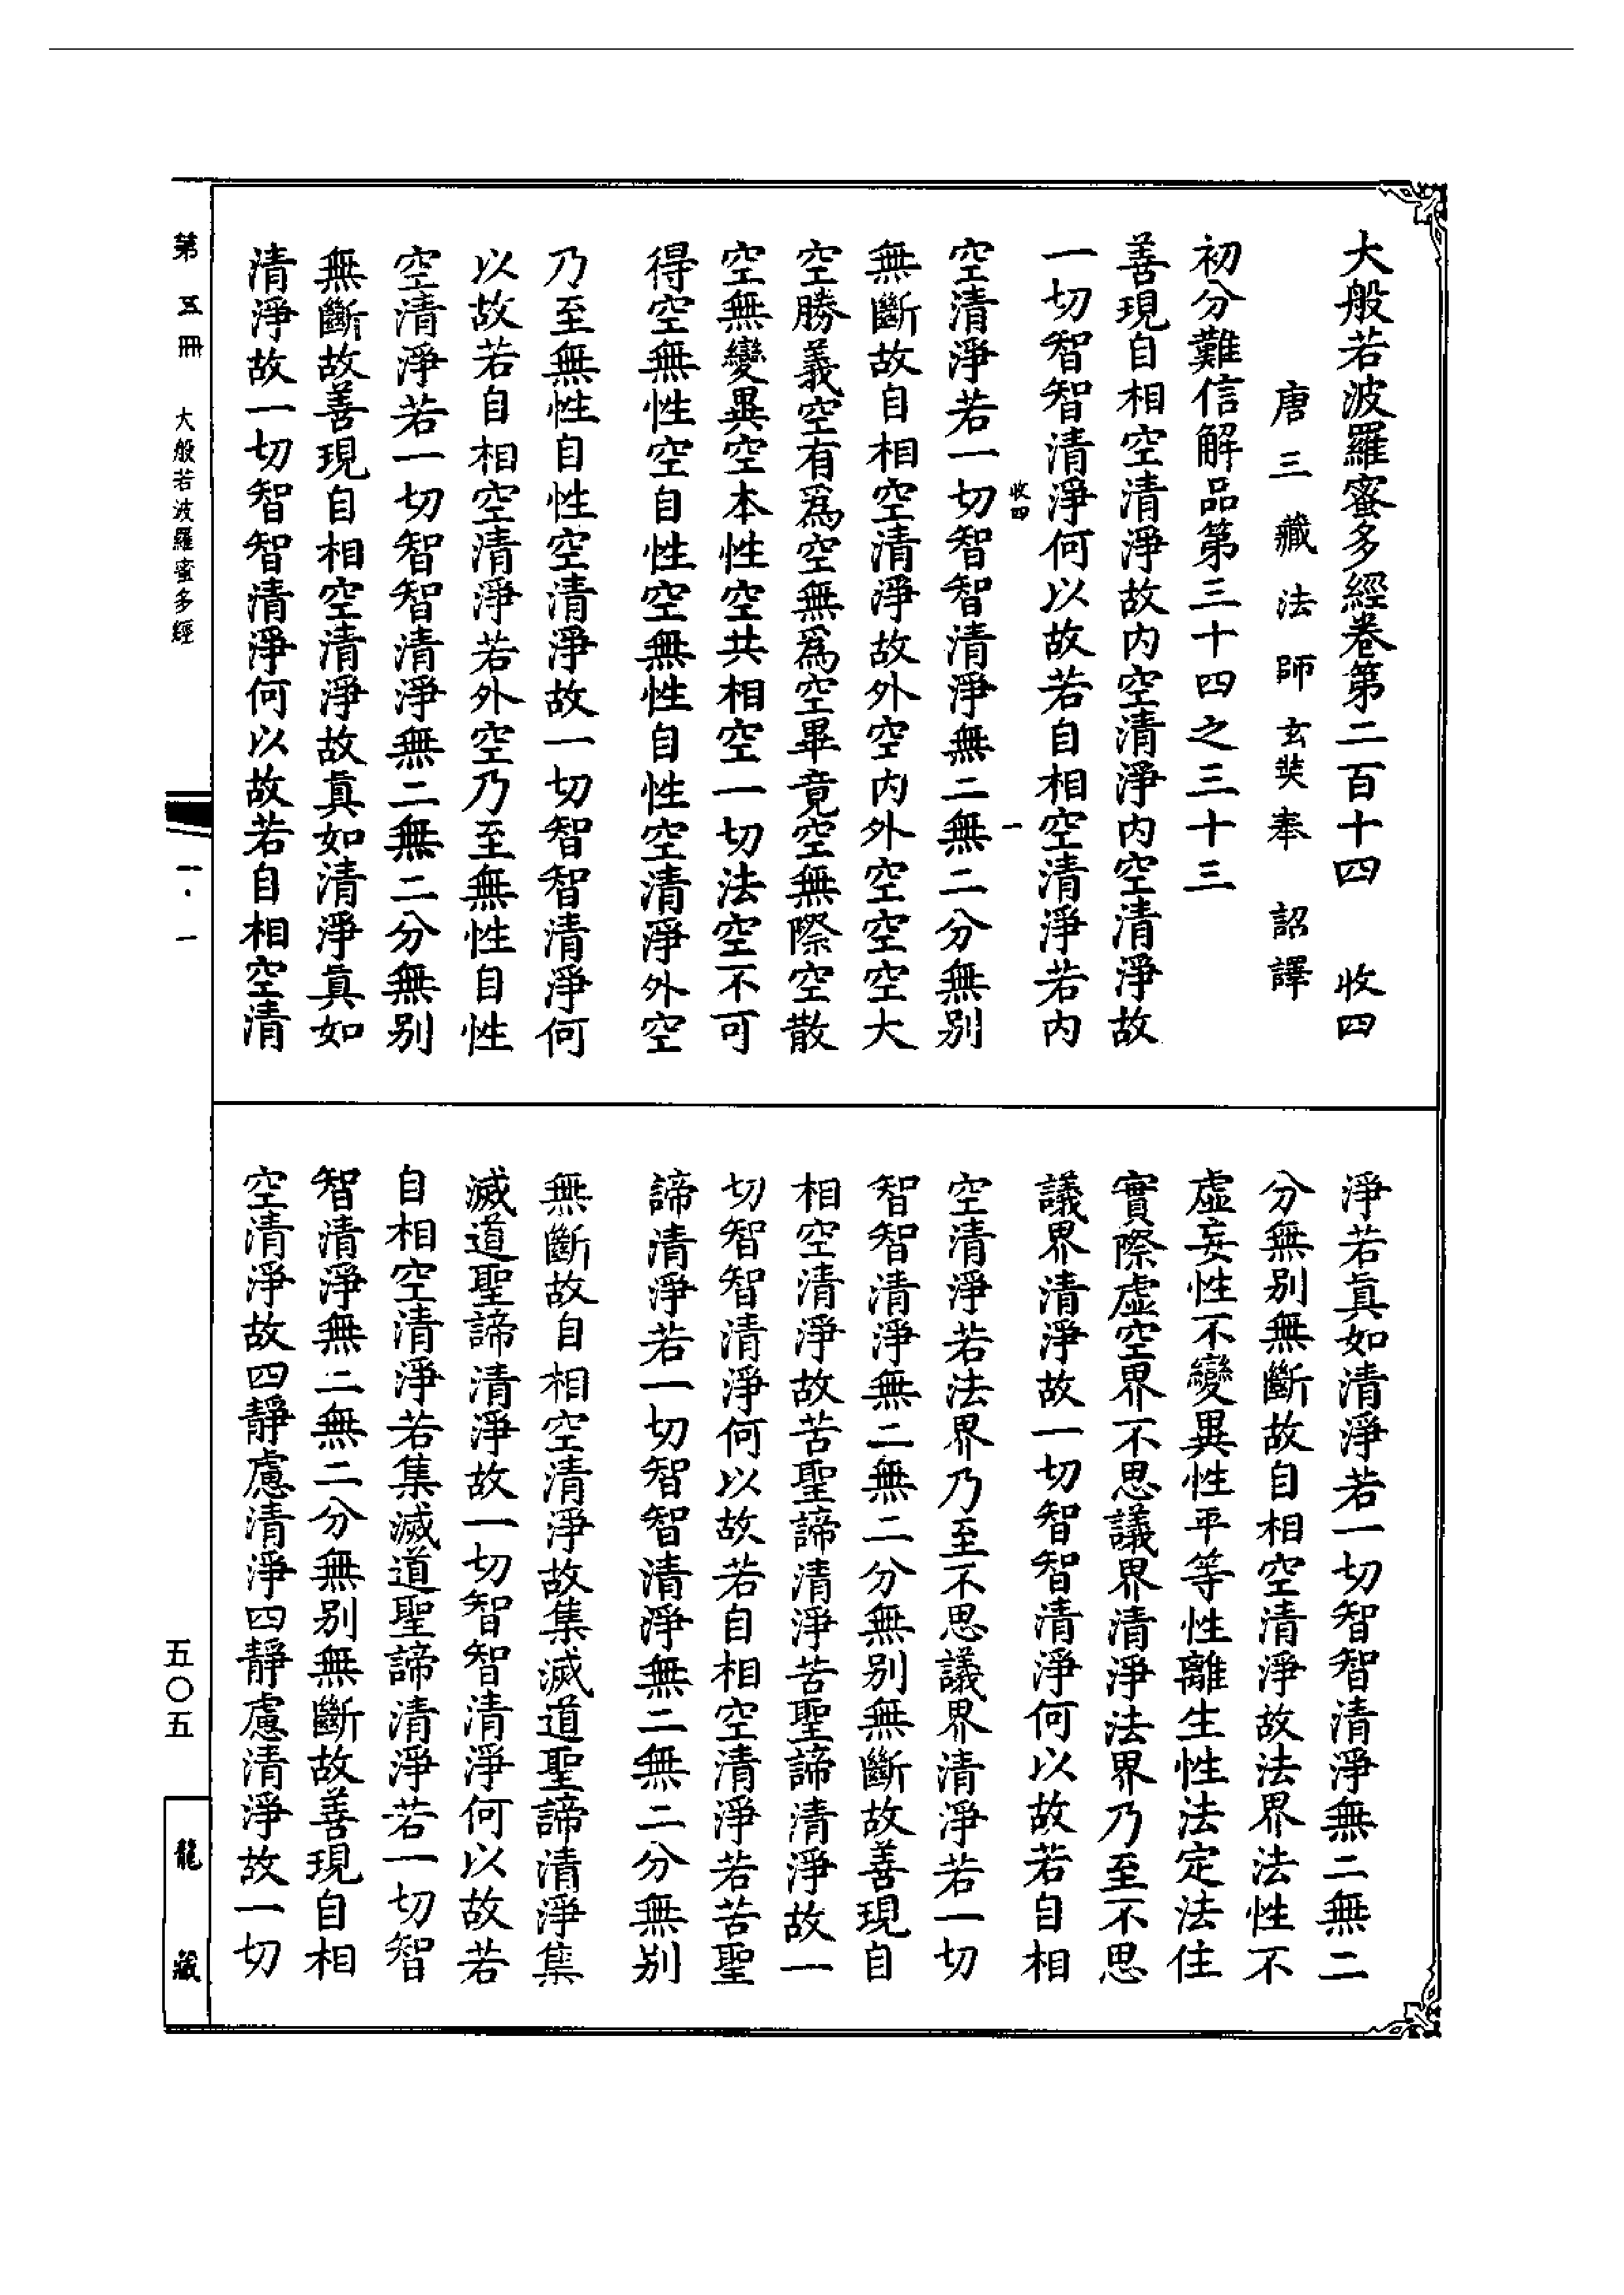 大般若波羅蜜多經卷第二百十四　收四
唐三藏法師玄奘奉　詔譯
初分難信解品第三十四之三十三
善現自相空清淨故内空清淨内空清淨故
一切智智清淨何以故若自相空清淨若内
收四　一
空清淨若一切智智清淨無二無二分無別
無斷故自相空清淨故外空内外空空空大
空勝義空有爲空無爲空畢竟空無際空散
空無變異空本性空共相空一切法空不可
得空無性空自性空無性自性空清淨外空
乃至無性自性空清淨故一切智智清淨何
以故若自相空清淨若外空乃至無性自性
空清淨若一切智智清淨無二無二分無別
無斷故善現自相空清淨故真如清淨真如
清淨故一切智智清淨何以故若自相空清
淨若真如清淨若一切智智清淨無二無二
分無別無斷故自相空清淨故法界法性不
虛妄性不變異性平等性離生性法定法住
實際虛空界不思議界清淨法界乃至不思
議界清淨故一切智智清淨何以故若自相
空清淨若法界乃至不思議界清淨若一切
智智清淨無二無二分無別無斷故善現自
相空清淨故苦聖諦清淨苦聖諦清淨故一
切智智清淨何以故若自相空清淨若苦聖
諦清淨若一切智智清淨無二無二分無別
無斷故自相空清淨故集滅道聖諦清淨集
滅道聖諦清淨故一切智智清淨何以故若
自相空清淨若集滅道聖諦清淨若一切智
智清淨無二無二分無別無斷故善現自相
空清淨故四靜慮清淨四靜慮清淨故一切
第五冊　大般若波羅蜜多經
一·一
五〇五
龍藏